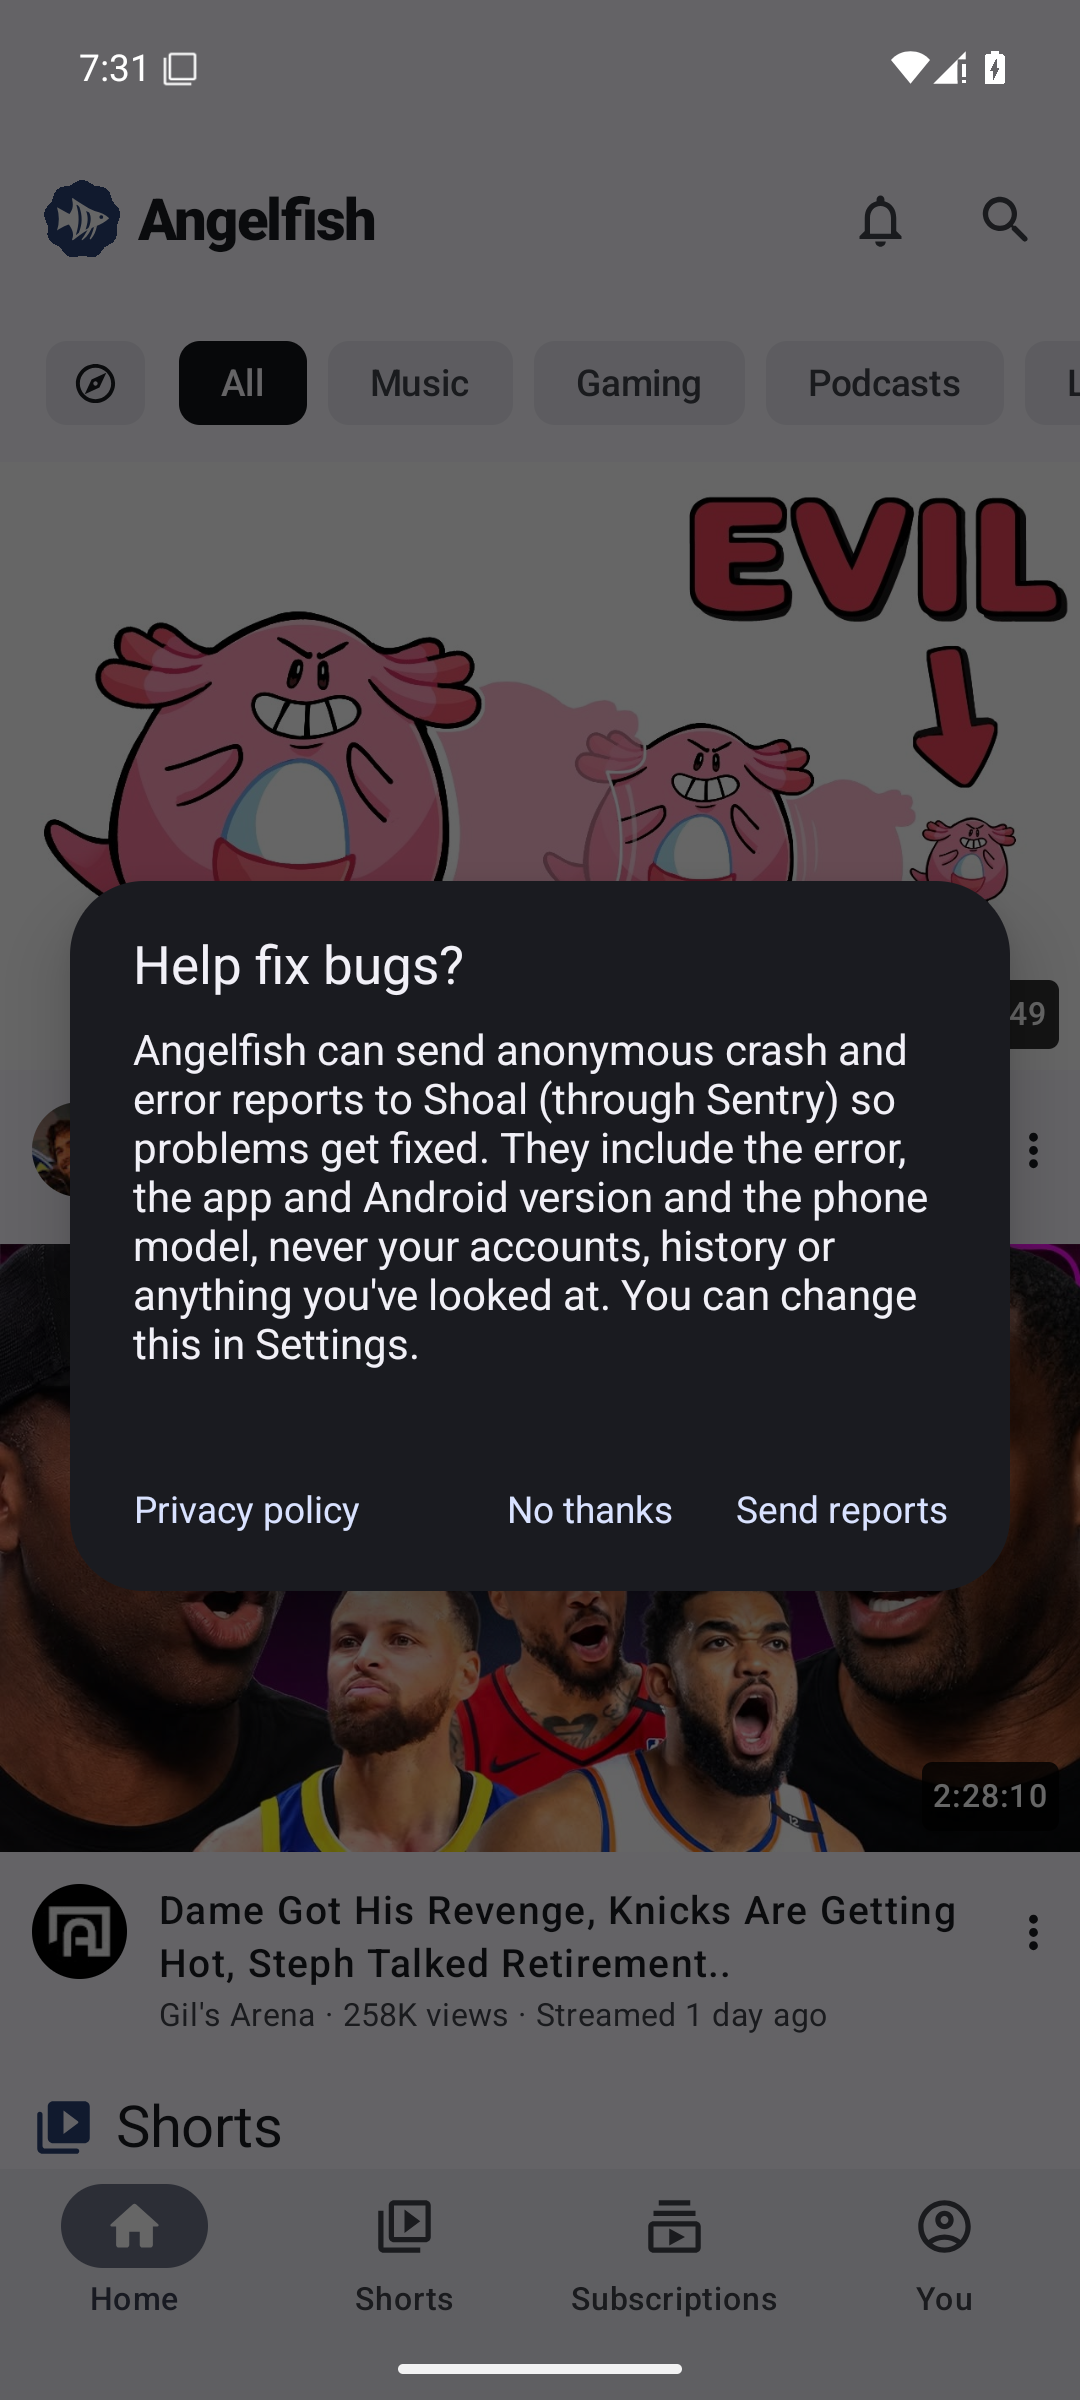 7:31
Angelfish
All
Music
Gaming
Podcasts
L
EVIL
49
Help fix bugs?
Angelfish can send anonymous crash and
error reports to Shoal (through Sentry) so
problems get fixed. They include the error,
the app and Android version and the phone
model, never your accounts, history or
anything you've looked at. You can change
this in Settings.
Privacy policy
No thanks
Send reports
12
2:28:10
Dame Got His Revenge, Knicks Are Getting
Hot, Steph Talked Retirement..
Gil's Arena · 258K views · Streamed 1 day ago
Shorts
Home
Shorts
Subscriptions
You